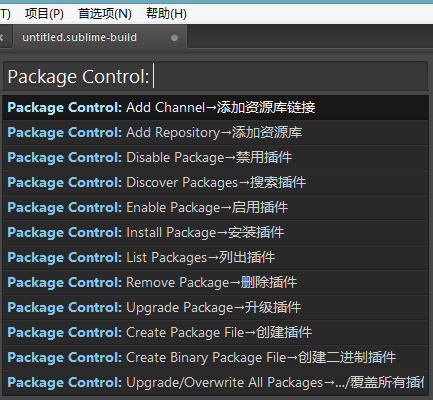 (T) 项目(P) 首选项(N) 帮助(H)
untitled.sublime-build
Package Control:
Package Control: Add Channel→添加资源库链接
Package Control: Add Repository→添加资源库
Package Control: Disable Package→禁用插件
Package Control: Discover Packages→搜索插件
Package Control: Enable Package→启用插件
Package Control: Install Package→安装插件
Package Control: List Packages→列出插件
Package Control: Remove Package→删除插件
Package Control: Upgrade Package→升级插件
Package Control: Create Package File→创建插件
Package Control: Create Binary Package File→创建二进制插件
Package Control: Upgrade/Overwrite All Packages→.../覆盖所有插件